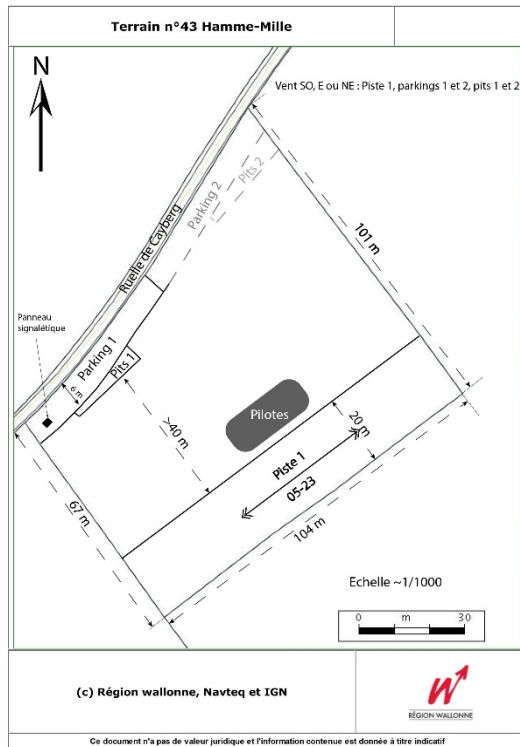 Terrain n°43 Hamme-Mille
N
Vent SO, E ou NE : Piste 1, parkings 1 et 2, pits 1 et 2
Ruelle de Cayberg
Parking 2
Pits 2
101 m
Panneau
signalétique
Parking 1
Pits 1
6 m
>40 m
Pilotes
20 m
Piste 1
05-23
67 m
104 m
Echelle ~1/1000
0 m 30
(c) Région wallonne, Navteq et IGN
RÉGION WALLONNE
Ce document n'a pas de valeur juridique et l'information contenue est donnée à titre indicatif